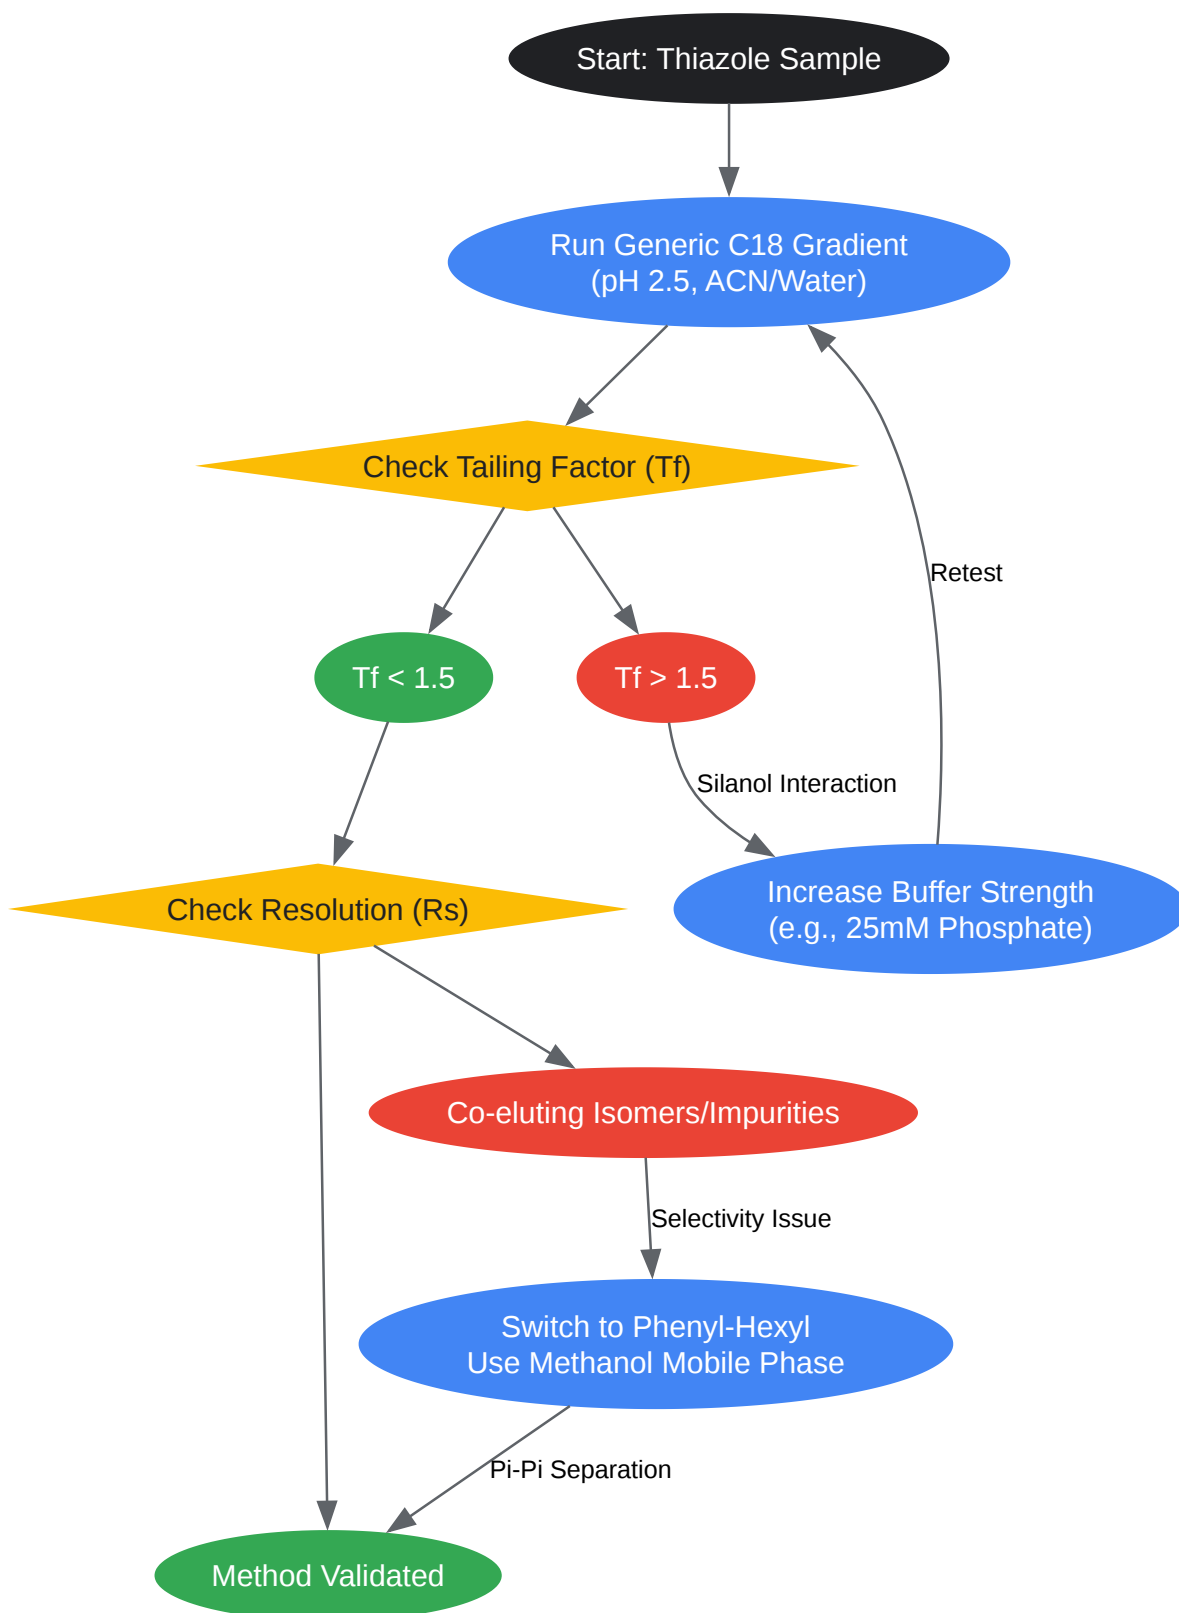 Start: Thiazole Sample
Run Generic C18 Gradient
(pH 2.5, ACN/Water)
Check Tailing Factor (Tf)
Retest
Tf < 1.5
Tf > 1.5
Silanol Interaction
Increase Buffer Strength
(e.g., 25mM Phosphate)
Check Resolution (Rs)
Co-eluting Isomers/Impurities
Selectivity Issue
Switch to Phenyl-Hexyl
Use Methanol Mobile Phase
Pi-Pi Separation
Method Validated